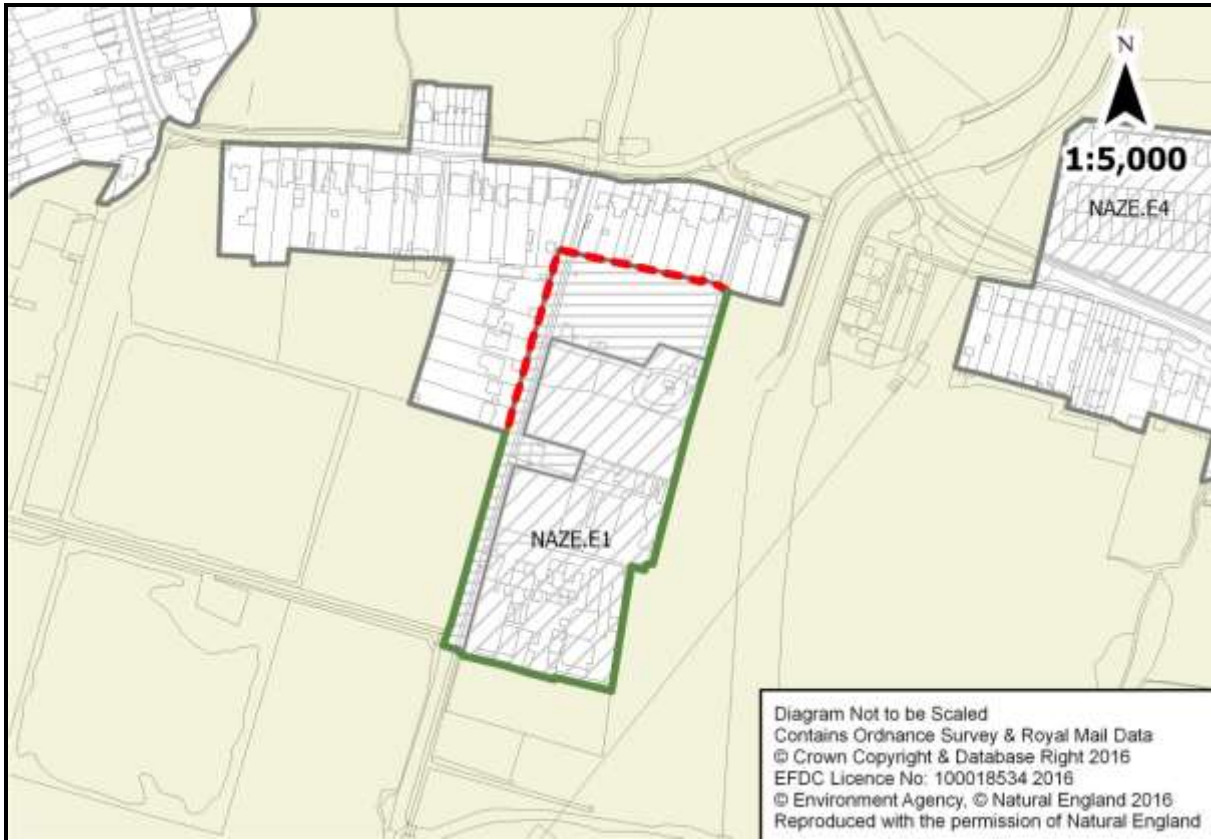 N
1:5,000
NAZE.E4
NAZE.E1
Diagram Not to be Scaled
Contains Ordnance Survey & Royal Mail Data
© Crown Copyright & Database Right 2016
EFDC Licence No: 100018534 2016
© Environment Agency, © Natural England 2016
Reproduced with the permission of Natural England